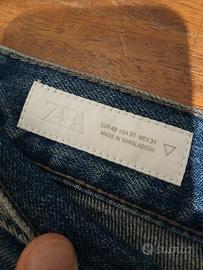 ZARA
EUR 40 USA 31 MEX 31
MADE IN BANGLADESH
subito